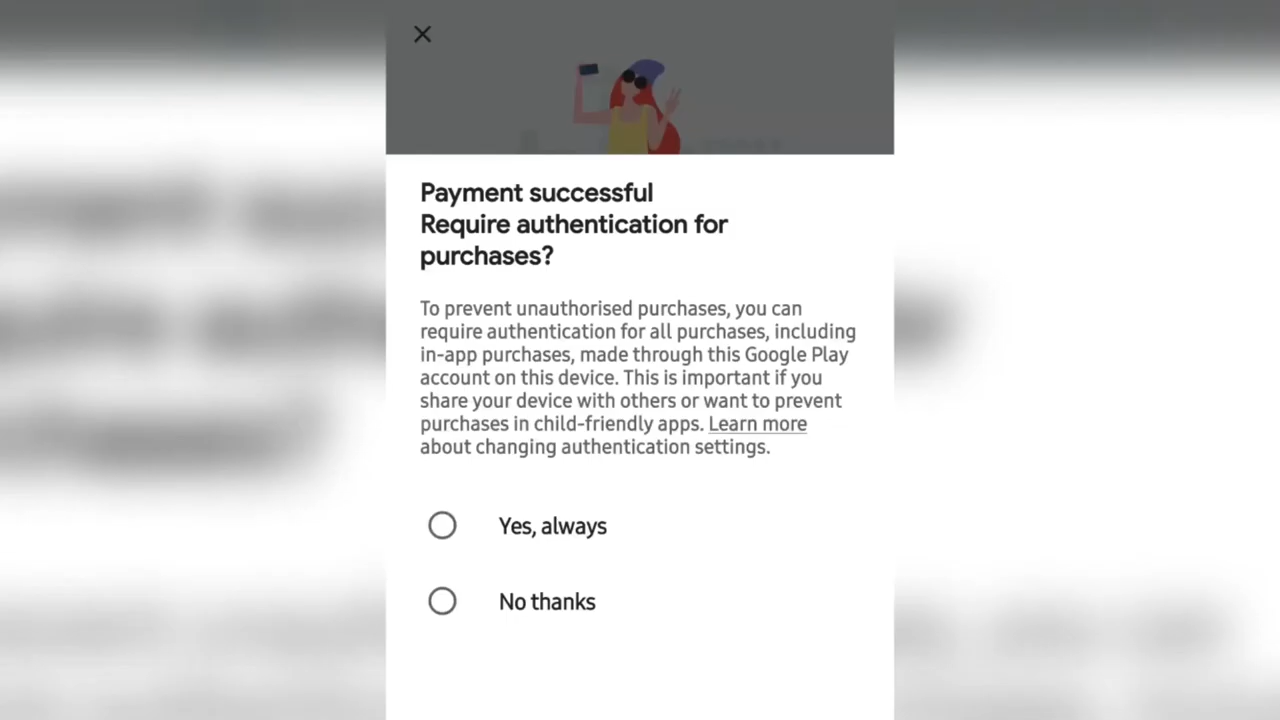 Payment successful
Require authentication for
purchases?
To prevent unauthorised purchases, you can
require authentication for all purchases, including
in-app purchases, made through this Google Play
account on this device. This is important if you
share your device with others or want to prevent
purchases in child-friendly apps. Learn more
about changing authentication settings.
Yes, always
No thanks